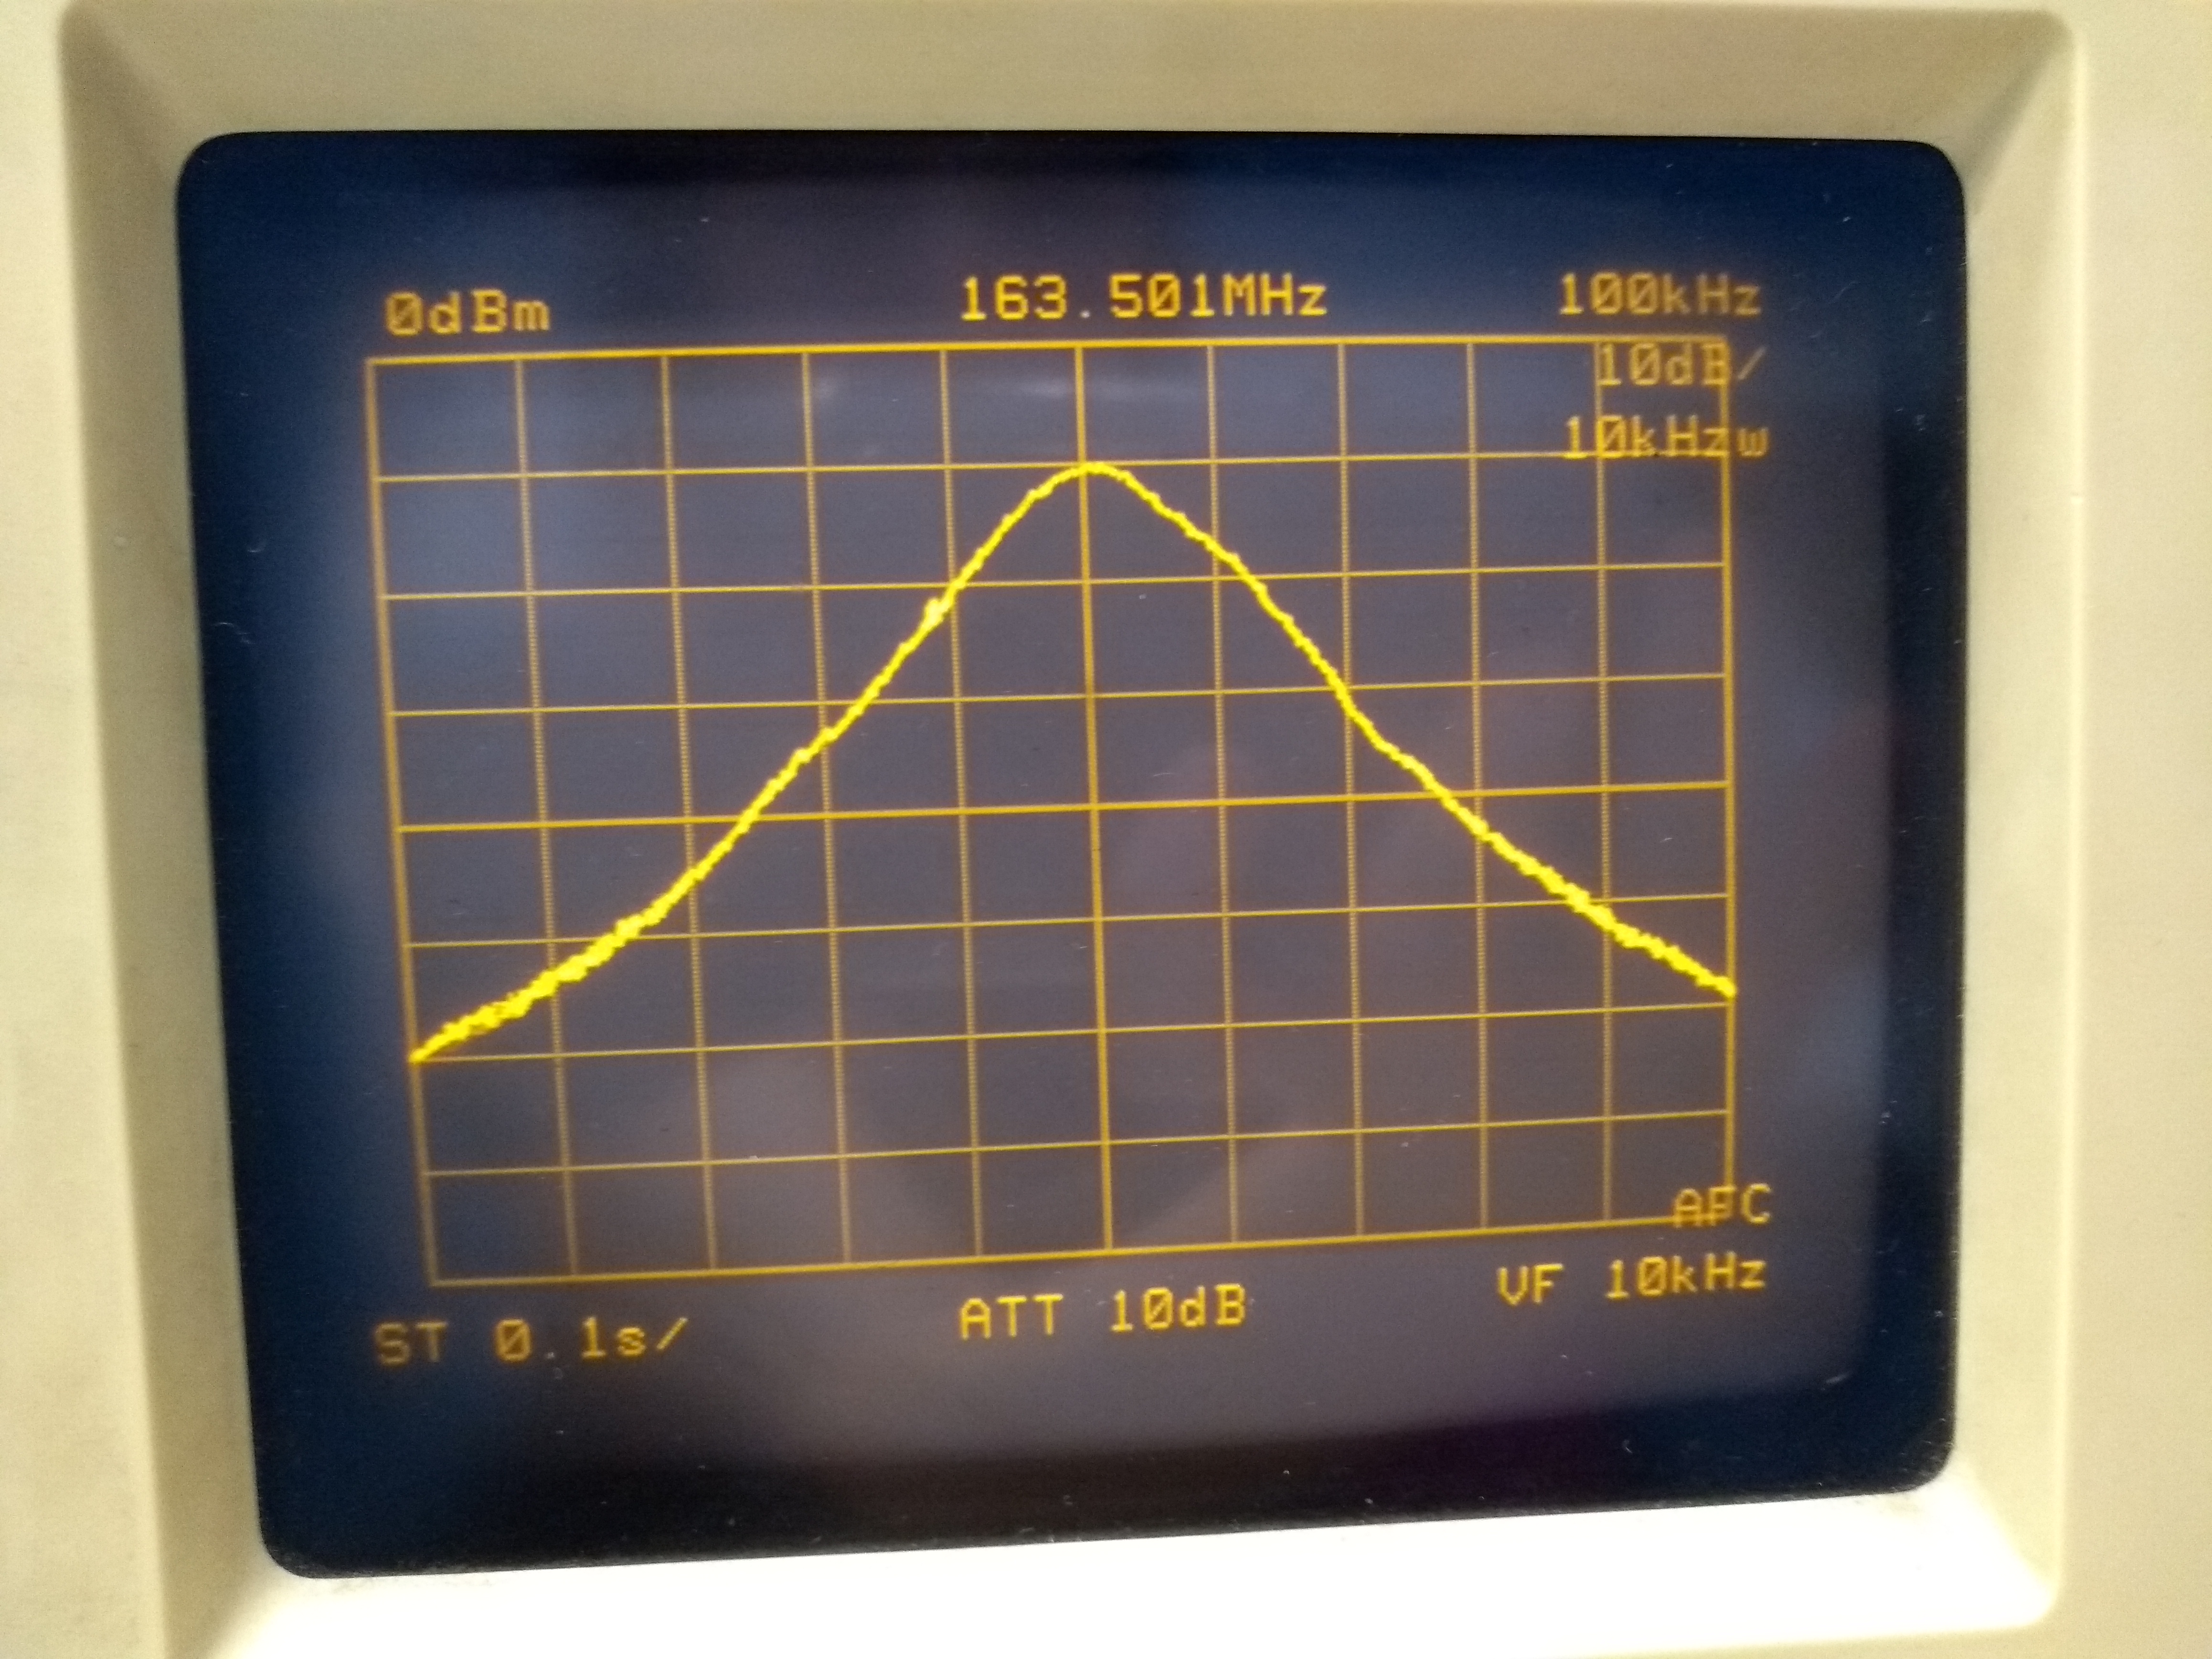 0dBm 163.501MHz 100kHz
10dB/
10kHzw
AFC
VF 10kHz
ST 0.1s/ ATT 10dB